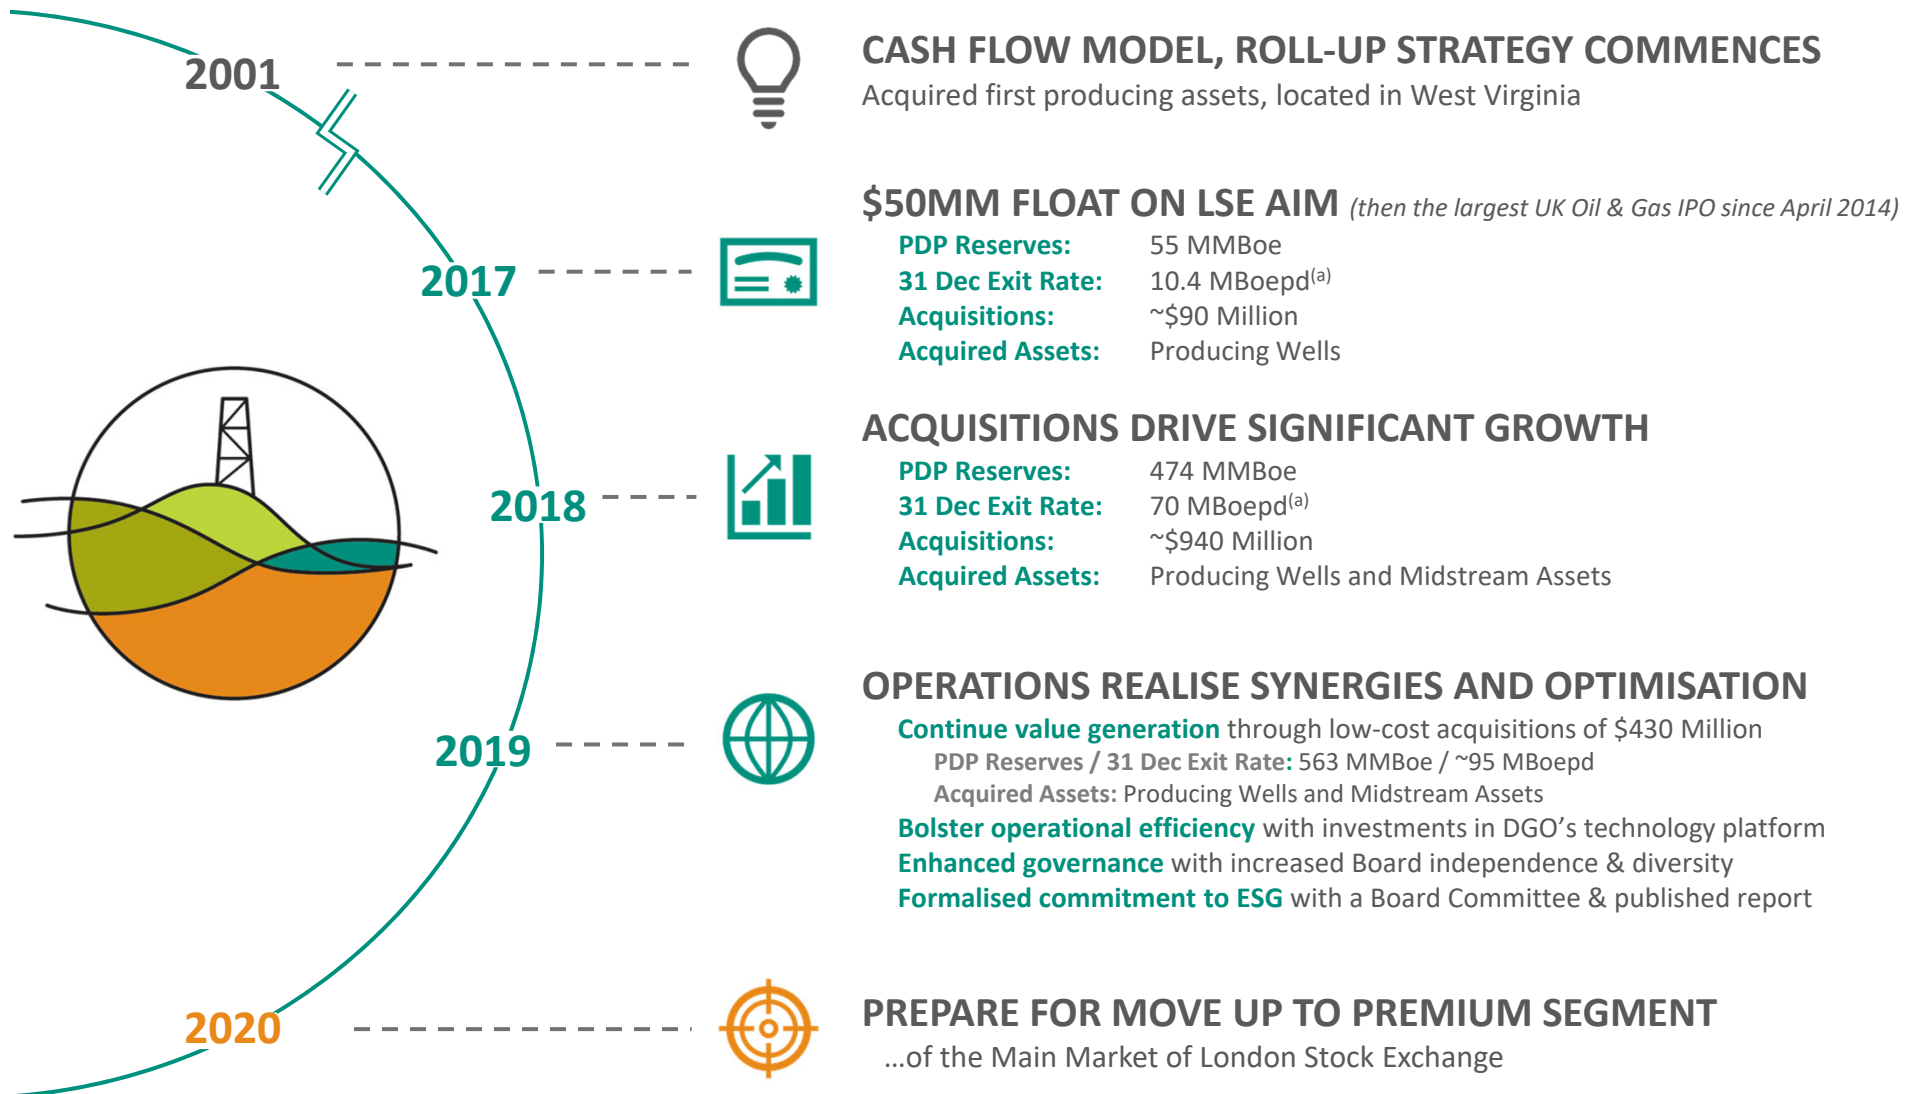 2001
CASH FLOW MODEL, ROLL-UP STRATEGY COMMENCES
Acquired first producing assets, located in West Virginia
2017
$50MM FLOAT ON LSE AIM (then the largest UK Oil & Gas IPO since April 2014)
PDP Reserves: 55 MMBoe
31 Dec Exit Rate: 10.4 MBoepd(a)
Acquisitions: ~$90 Million
Acquired Assets: Producing Wells
2018
ACQUISITIONS DRIVE SIGNIFICANT GROWTH
PDP Reserves: 474 MMBoe
31 Dec Exit Rate: 70 MBoepd(a)
Acquisitions: ~$940 Million
Acquired Assets: Producing Wells and Midstream Assets
2019
OPERATIONS REALISE SYNERGIES AND OPTIMISATION
Continue value generation through low-cost acquisitions of $430 Million
PDP Reserves / 31 Dec Exit Rate: 563 MMBoe / ~95 MBoepd
Acquired Assets: Producing Wells and Midstream Assets
Bolster operational efficiency with investments in DGO’s technology platform
Enhanced governance with increased Board independence & diversity
Formalised commitment to ESG with a Board Committee & published report
2020
PREPARE FOR MOVE UP TO PREMIUM SEGMENT
…of the Main Market of London Stock Exchange